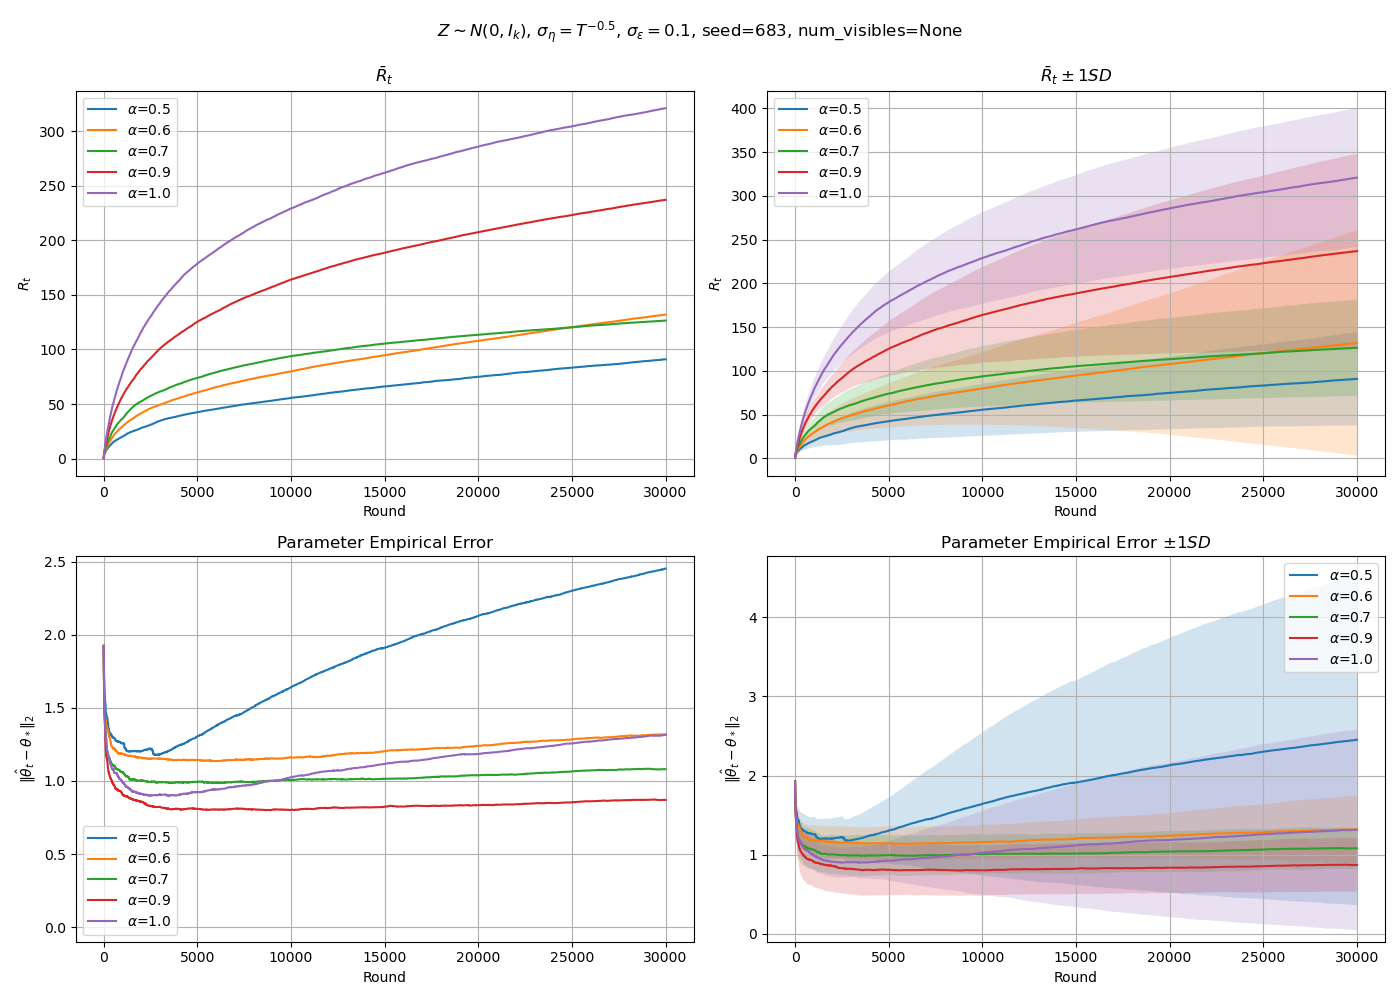 Z ∼ N(0, I_k), σ_η = T^{−0.5}, σ_ε = 0.1, seed=683, num_visibles=None
R̄_t
R_t
300
250
200
150
100
50
0
α=0.5
α=0.6
α=0.7
α=0.9
α=1.0
0 5000 10000 15000 20000 25000 30000
Round
R̄_t ± 1SD
R_t
400
350
300
250
200
150
100
50
0
α=0.5
α=0.6
α=0.7
α=0.9
α=1.0
0 5000 10000 15000 20000 25000 30000
Round
Parameter Empirical Error
‖θ̂_t − θ_*‖_2
2.5
2.0
1.5
1.0
0.5
0.0
α=0.5
α=0.6
α=0.7
α=0.9
α=1.0
0 5000 10000 15000 20000 25000 30000
Round
Parameter Empirical Error ±1SD
‖θ̂_t − θ_*‖_2
4
3
2
1
0
α=0.5
α=0.6
α=0.7
α=0.9
α=1.0
0 5000 10000 15000 20000 25000 30000
Round